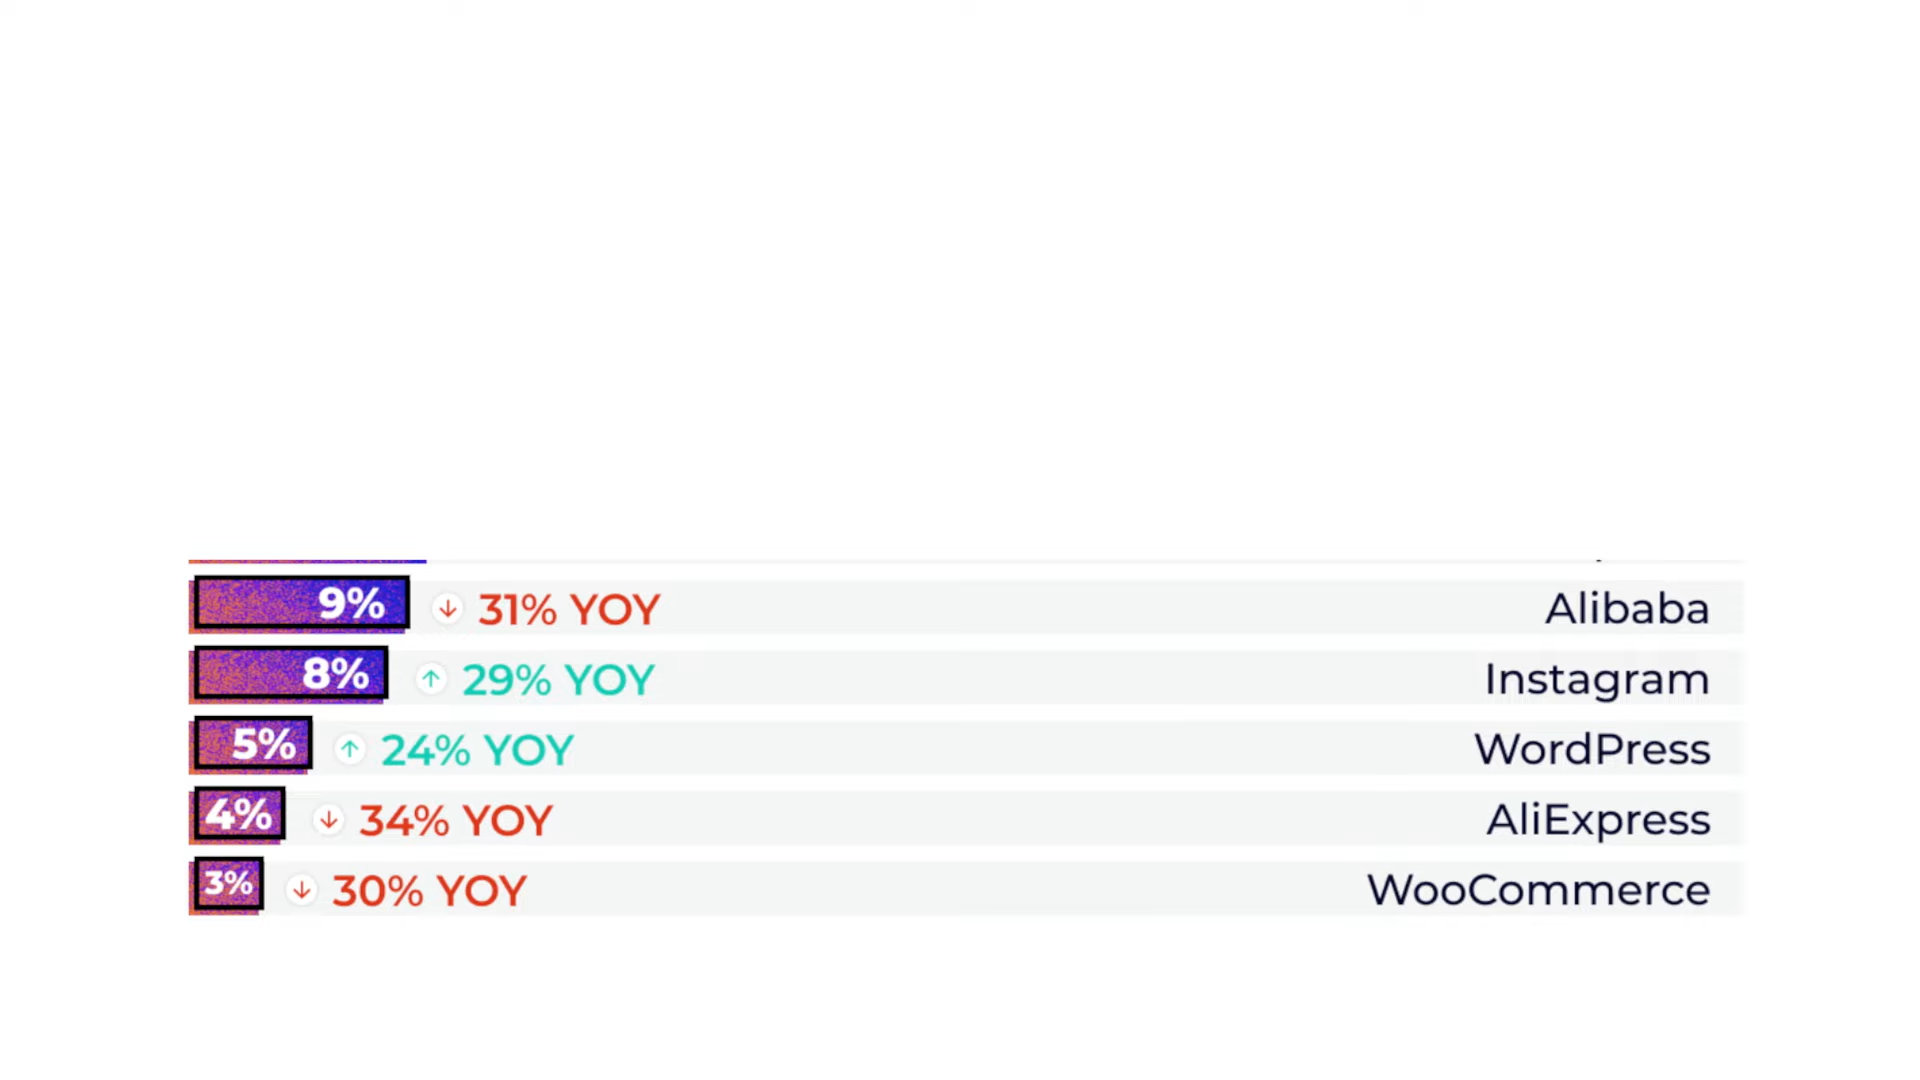 9% ↓ 31% YOY Alibaba
8% ↑ 29% YOY Instagram
5% ↑ 24% YOY WordPress
4% ↓ 34% YOY AliExpress
3% ↓ 30% YOY WooCommerce